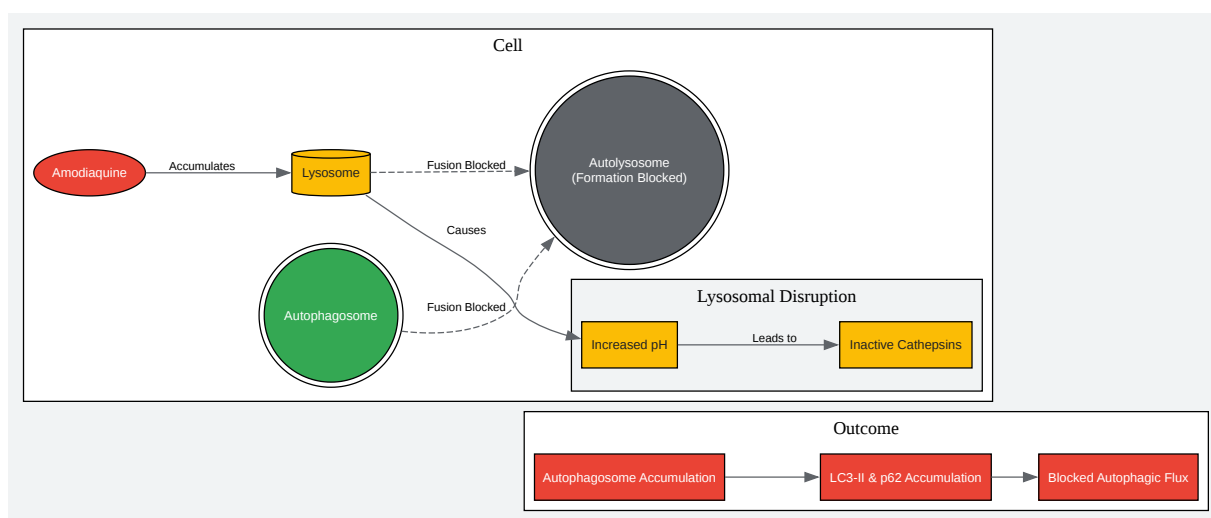 Cell
Amodiaquine
Accumulates
Lysosome
Fusion Blocked
Autolysosome
(Formation Blocked)
Causes
Autophagosome
Fusion Blocked
Lysosomal Disruption
Increased pH
Leads to
Inactive Cathepsins
Outcome
Autophagosome Accumulation
LC3-II & p62 Accumulation
Blocked Autophagic Flux